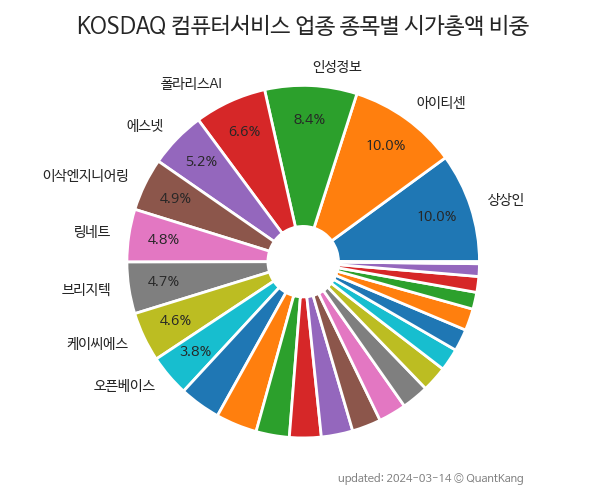 KOSDAQ 컴퓨터서비스 업종 종목별 시가총액 비중
인성정보
폴라리스AI
아이티센
8.4%
에스넷
6.6%
10.0%
5.2%
이삭엔지니어링
4.9%
상상인
10.0%
링네트
4.8%
브리지텍
4.7%
4.6%
케이씨에스
3.8%
오픈베이스
updated: 2024-03-14 © QuantKang